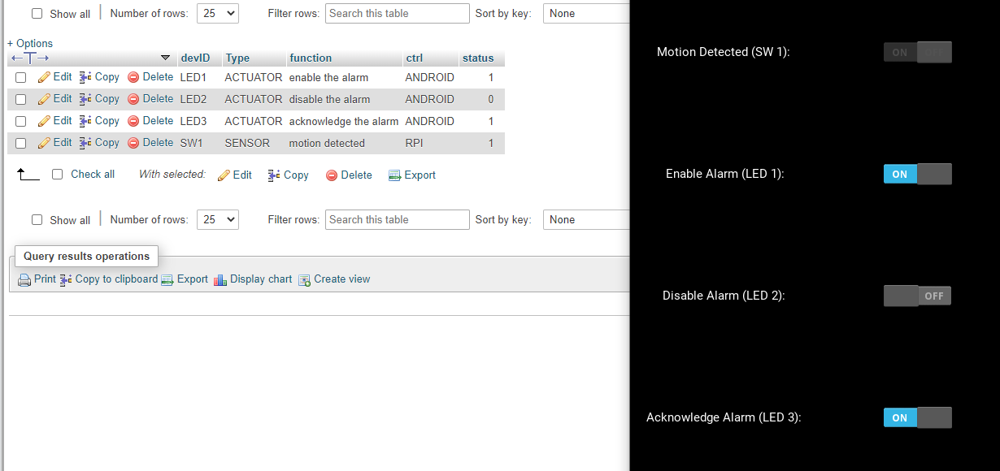 Show all Number of rows: 25 Filter rows: Search this table Sort by key: None
+ Options
devID Type function ctrl status
Edit Copy Delete LED1 ACTUATOR enable the alarm ANDROID 1
Edit Copy Delete LED2 ACTUATOR disable the alarm ANDROID 0
Edit Copy Delete LED3 ACTUATOR acknowledge the alarm ANDROID 1
Edit Copy Delete SW1 SENSOR motion detected RPI 1
Check all With selected: Edit Copy Delete Export
Show all Number of rows: 25 Filter rows: Search this table Sort by key: None
Query results operations
Print Copy to clipboard Export Display chart Create view
Motion Detected (SW 1): ON
Enable Alarm (LED 1): ON
Disable Alarm (LED 2): OFF
Acknowledge Alarm (LED 3): ON